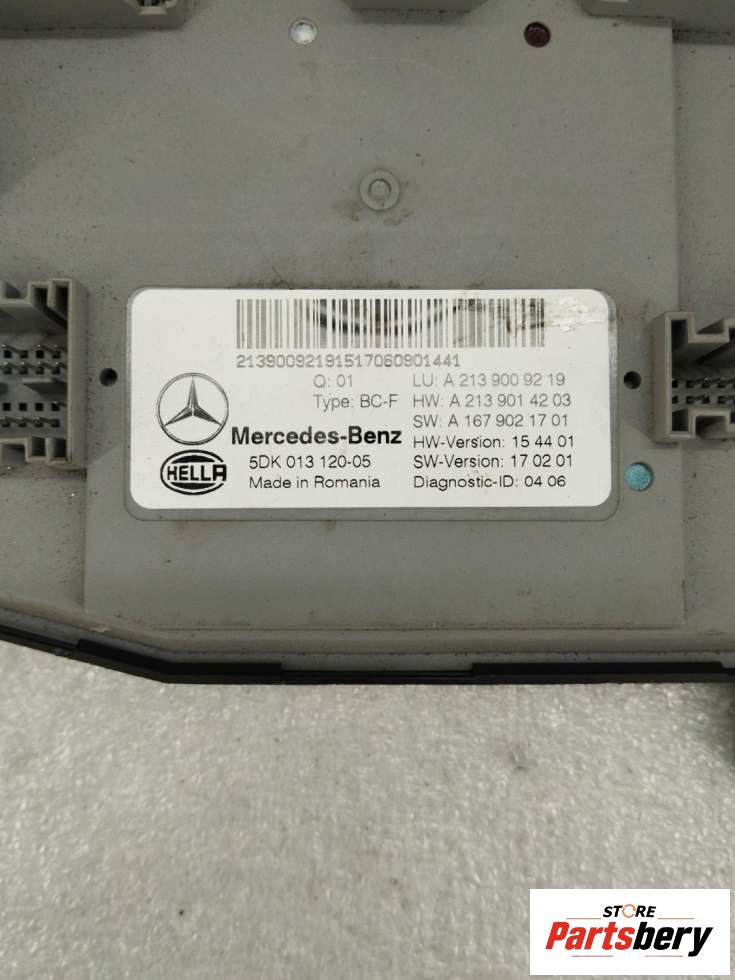 21390092191517060901441
Q: 01
Type: BC-F
LU: A 213 900 92 19
HW: A 213 901 42 03
SW: A 167 902 17 01
HW-Version: 15 44 01
SW-Version: 17 02 01
Diagnostic-ID: 04 06
Mercedes-Benz
HELLA
5DK 013 120-05
Made in Romania
STORE
Partsbery